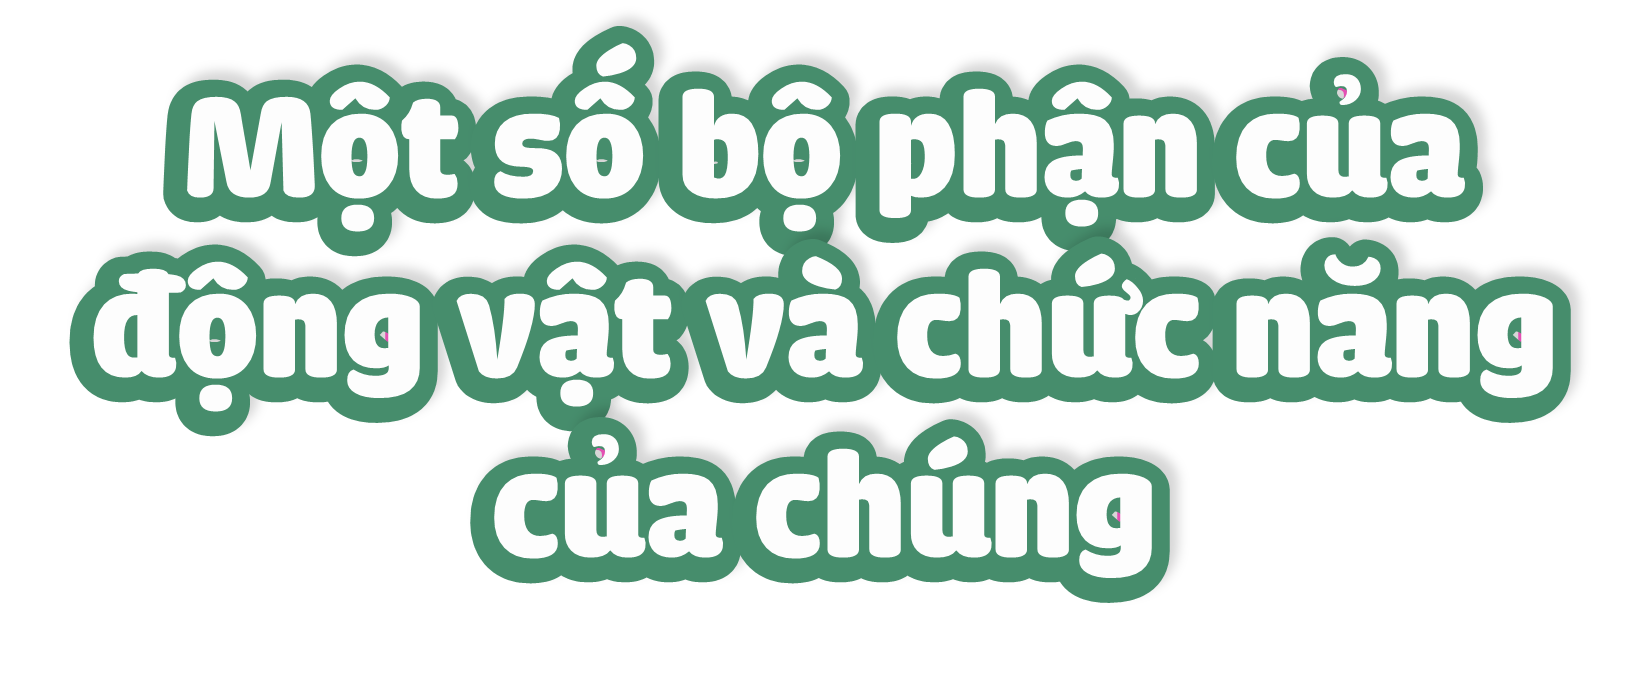 Một số bộ phận của
động vật và chức năng
của chúng